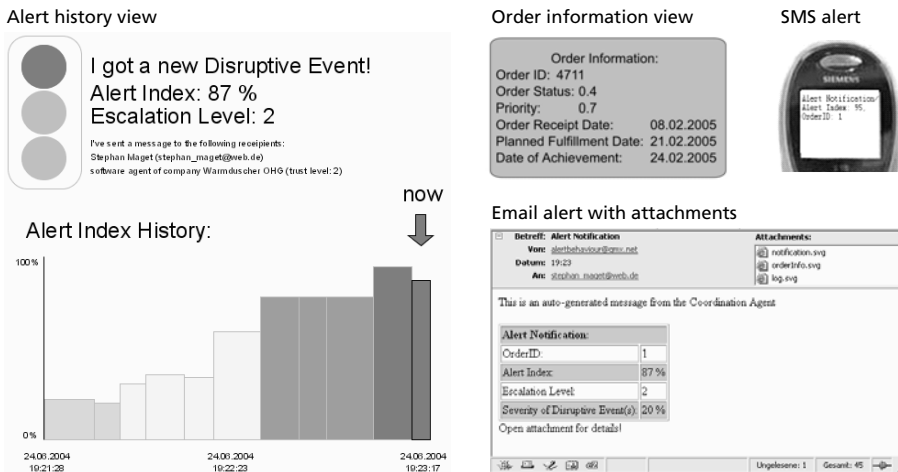 Alert history view
I got a new Disruptive Event!
Alert Index: 87 %
Escalation Level: 2
I've sent a message to the following receipients:
Stephan Maget (stephan_maget@web.de)
software agent of company Warmduscher OHG (trust level: 2)
now
Alert Index History:
100%
0%
24.08.2004
19:21:28
24.08.2004
19:22:23
24.08.2004
19:23:17
Order information view
Order Information:
Order ID: 4711
Order Status: 0.4
Priority: 0.7
Order Receipt Date: 08.02.2005
Planned Fulfillment Date: 21.02.2005
Date of Achievement: 24.02.2005
SMS alert
SIEMENS
Alert Notification/
Alert Index: 95,
OrderID: 1
Email alert with attachments
Betreff: Alert Notification
Von: alertbehaviour@gmx.net
Datum: 19:23
An: stephan_maget@web.de
Attachments:
notification.svg
orderInfo.svg
log.svg
This is an auto-generated message from the Coordination Agent
Alert Notification:
OrderID: 1
Alert Index: 87 %
Escalation Level: 2
Severity of Disruptive Event(s): 20 %
Open attachment for details!
Ungelesene: 1 Gesamt: 45